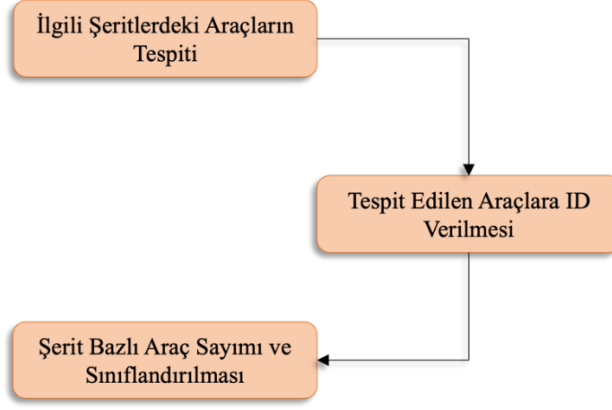 İlgili Şeritlerdeki Araçların
Tespiti
Tespit Edilen Araçlara ID
Verilmesi
Şerit Bazlı Araç Sayımı ve
Sınıflandırılması